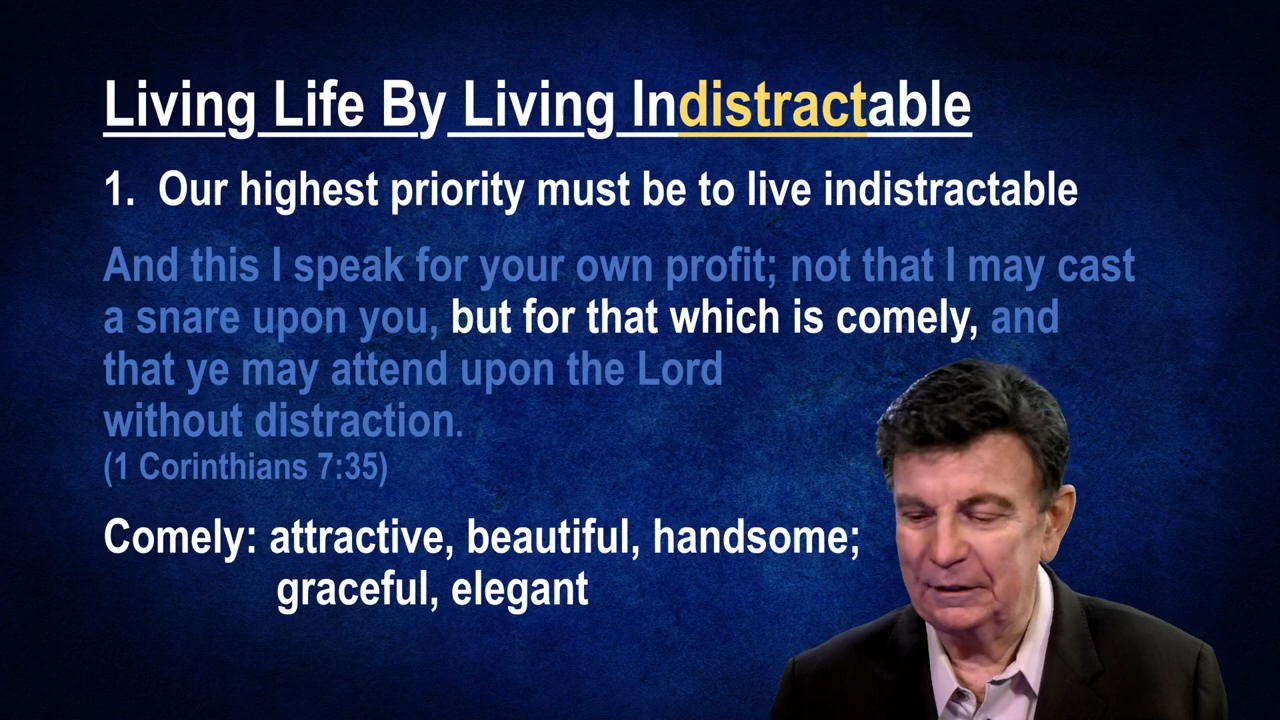 Living Life By Living Indistractable
1. Our highest priority must be to live indistractable
And this I speak for your own profit; not that I may cast
a snare upon you, but for that which is comely, and
that ye may attend upon the Lord
without distraction.
(1 Corinthians 7:35)
Comely: attractive, beautiful, handsome;
graceful, elegant